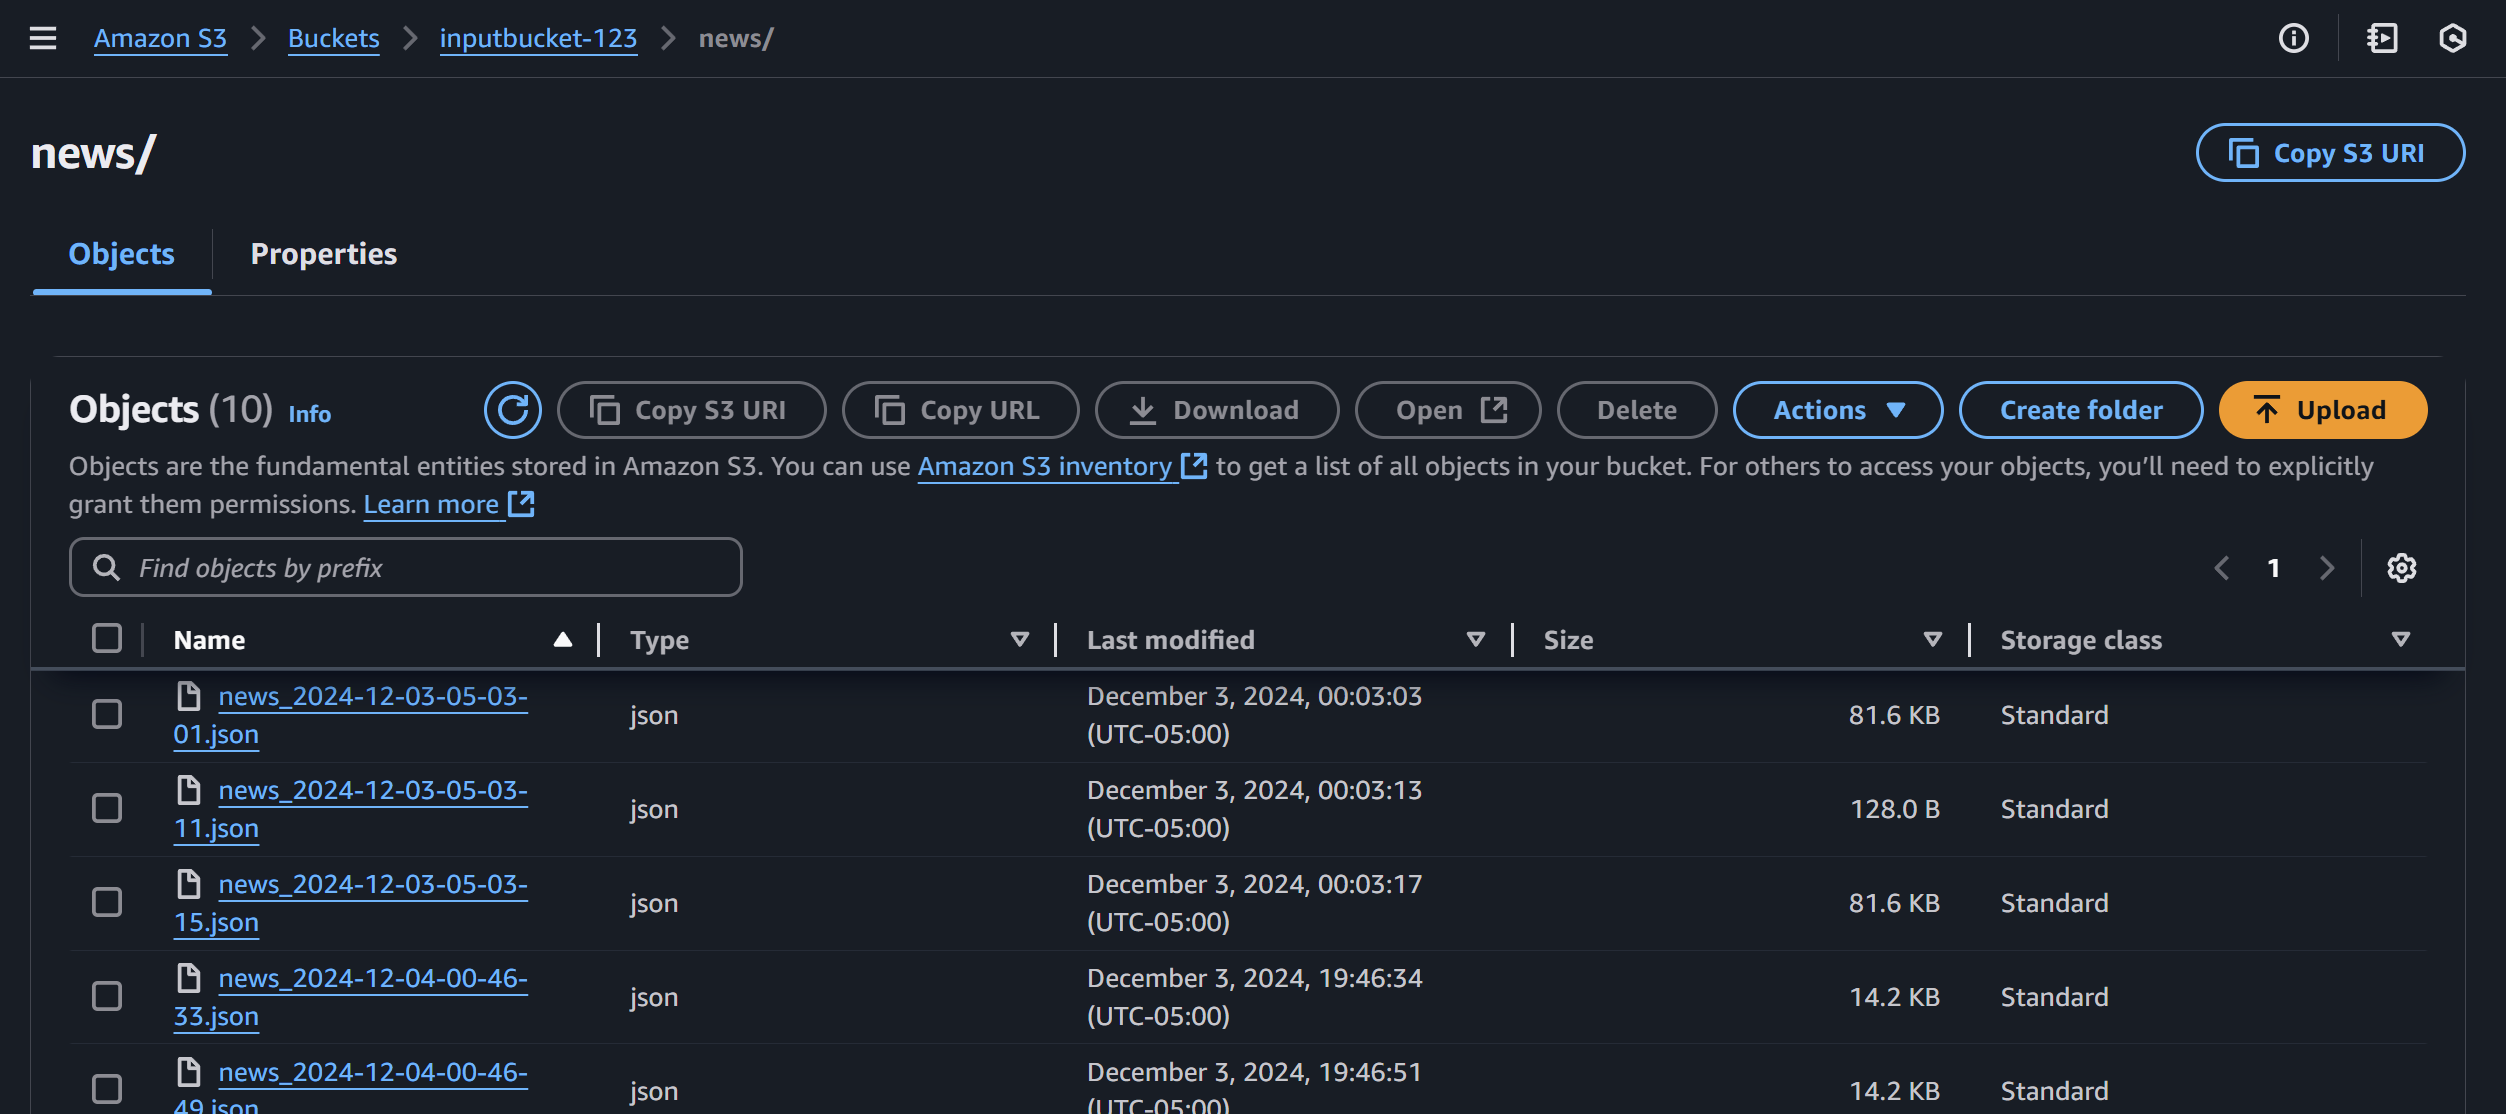 Amazon S3 > Buckets > inputbucket-123 > news/
news/
Copy S3 URI
Objects
Properties
Objects (10) Info
Copy S3 URI
Copy URL
Download
Open
Delete
Actions
Create folder
Upload
Objects are the fundamental entities stored in Amazon S3. You can use Amazon S3 inventory to get a list of all objects in your bucket. For others to access your objects, you’ll need to explicitly
grant them permissions. Learn more
Find objects by prefix
1
Name Type Last modified Size Storage class
news_2024-12-03-05-03-
01.json
json
December 3, 2024, 00:03:03
(UTC-05:00)
81.6 KB
Standard
news_2024-12-03-05-03-
11.json
json
December 3, 2024, 00:03:13
(UTC-05:00)
128.0 B
Standard
news_2024-12-03-05-03-
15.json
json
December 3, 2024, 00:03:17
(UTC-05:00)
81.6 KB
Standard
news_2024-12-04-00-46-
33.json
json
December 3, 2024, 19:46:34
(UTC-05:00)
14.2 KB
Standard
news_2024-12-04-00-46-
49.json
json
December 3, 2024, 19:46:51
(UTC-05:00)
14.2 KB
Standard